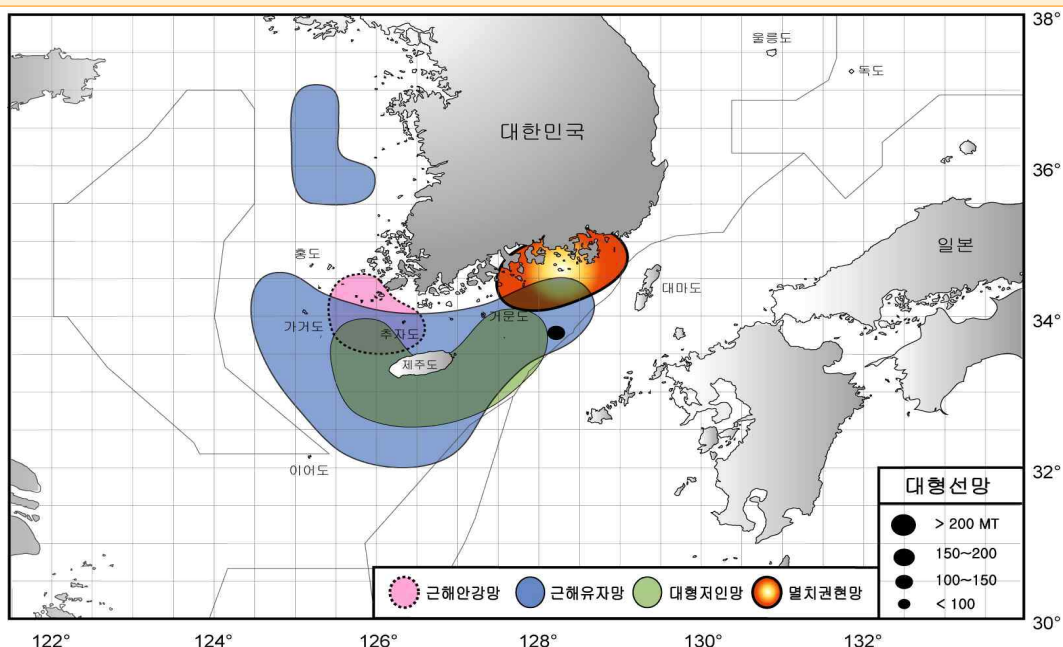 38°
울릉도
독도
대한민국
36°
홍도
일본
대마도
가거도
추자도
거문도
34°
제주도
이어도
32°
대형선망
> 200 MT
150~200
100~150
< 100
근해안강망
근해유자망
대형저인망
멸치권현망
30°
122°
124°
126°
128°
130°
132°